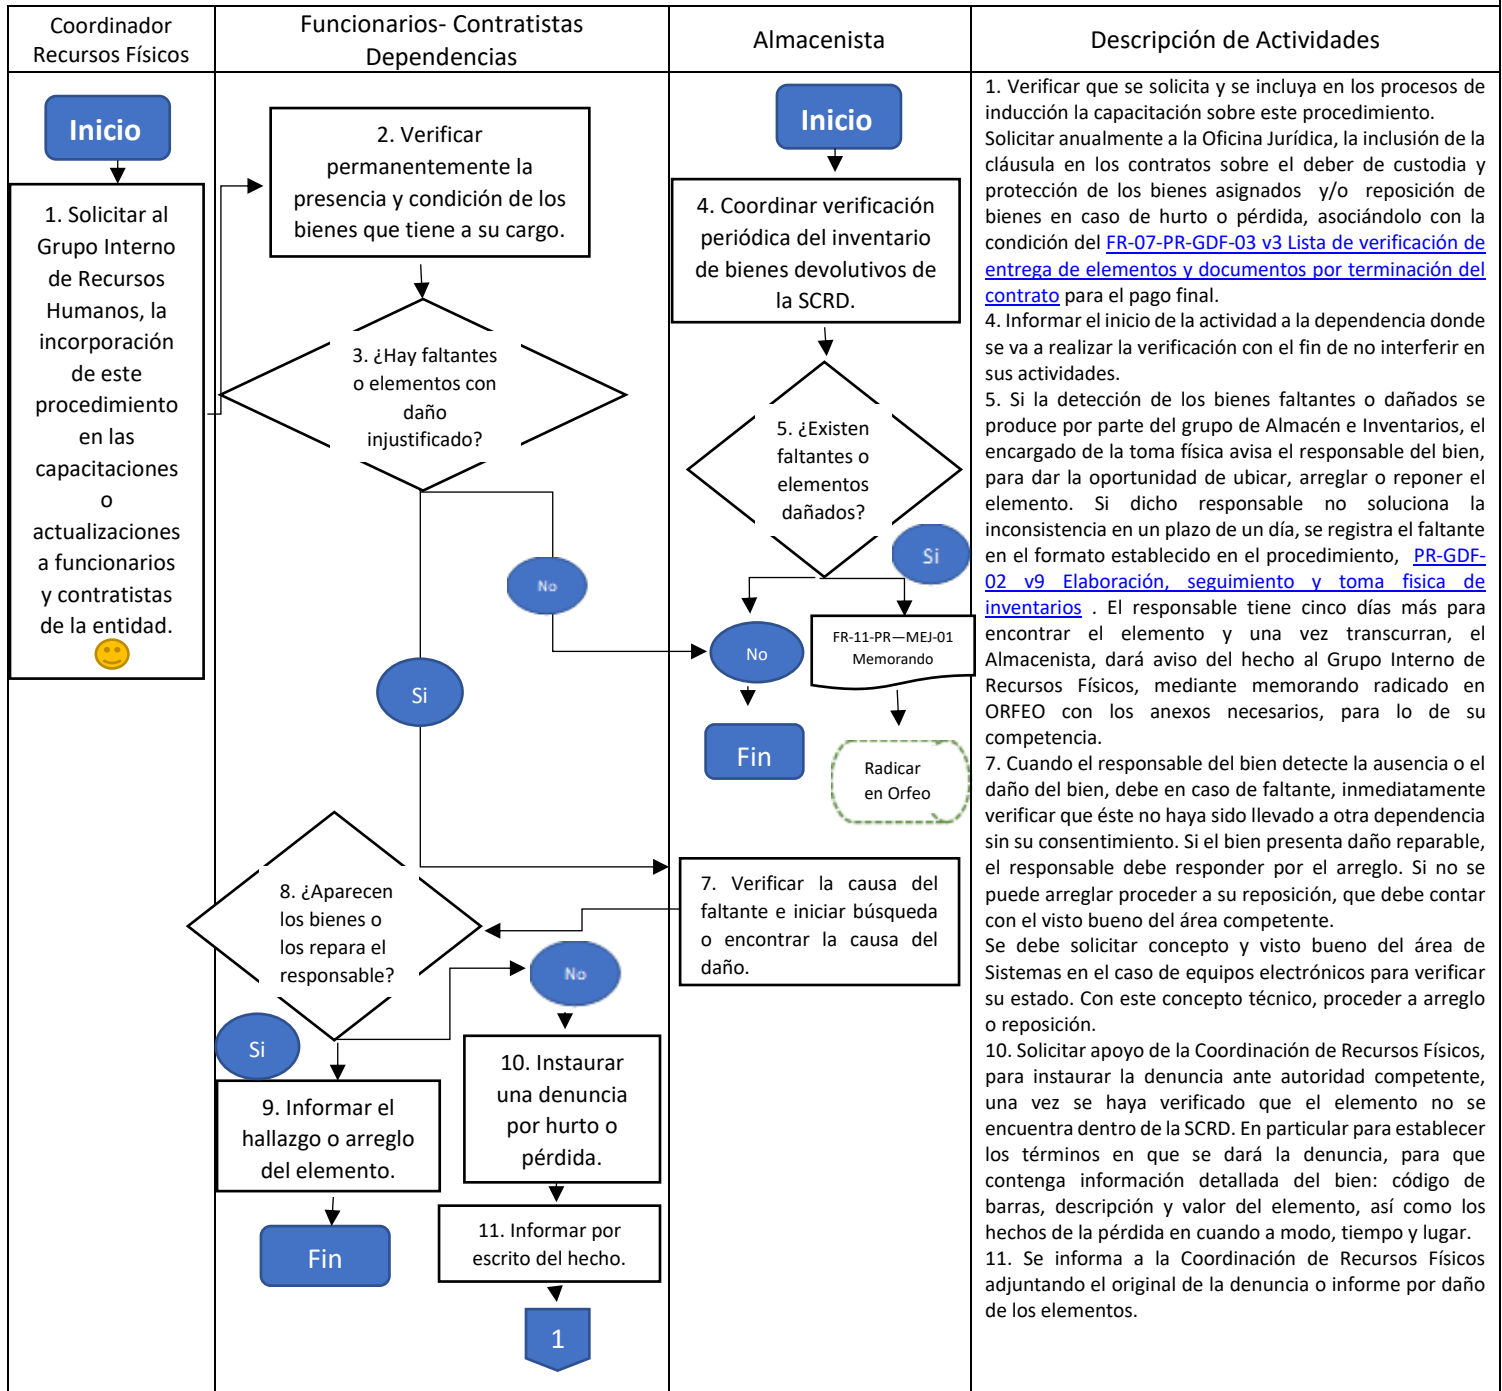 Coordinador
Recursos Físicos
Funcionarios- Contratistas
Dependencias
Almacenista
Descripción de Actividades
Inicio
1. Solicitar al
Grupo Interno
de Recursos
Humanos, la
incorporación
de este
procedimiento
en las
capacitaciones
o
actualizaciones
a funcionarios
y contratistas
de la entidad.
2. Verificar
permanentemente la
presencia y condición de los
bienes que tiene a su cargo.
3. ¿Hay faltantes
o elementos con
daño
injustificado?
No
Si
8. ¿Aparecen
los bienes o
los repara el
responsable?
No
Si
9. Informar el
hallazgo o arreglo
del elemento.
Fin
10. Instaurar
una denuncia
por hurto o
pérdida.
11. Informar por
escrito del hecho.
1
Inicio
4. Coordinar verificación
periódica del inventario
de bienes devolutivos de
la SCRD.
5. ¿Existen
faltantes o
elementos
dañados?
Si
No
FR-11-PR—MEJ-01
Memorando
Fin
Radicar
en Orfeo
7. Verificar la causa del
faltante e iniciar búsqueda
o encontrar la causa del
daño.
1. Verificar que se solicita y se incluya en los procesos de
inducción la capacitación sobre este procedimiento.
Solicitar anualmente a la Oficina Jurídica, la inclusión de la
cláusula en los contratos sobre el deber de custodia y
protección de los bienes asignados y/o reposición de
bienes en caso de hurto o pérdida, asociándolo con la
condición del FR-07-PR-GDF-03 v3 Lista de verificación de
entrega de elementos y documentos por terminación del
contrato para el pago final.
4. Informar el inicio de la actividad a la dependencia donde
se va a realizar la verificación con el fin de no interferir en
sus actividades.
5. Si la detección de los bienes faltantes o dañados se
produce por parte del grupo de Almacén e Inventarios, el
encargado de la toma física avisa el responsable del bien,
para dar la oportunidad de ubicar, arreglar o reponer el
elemento. Si dicho responsable no soluciona la
inconsistencia en un plazo de un día, se registra el faltante
en el formato establecido en el procedimiento, PR-GDF-
02 v9 Elaboración, seguimiento y toma fisica de
inventarios . El responsable tiene cinco días más para
encontrar el elemento y una vez transcurran, el
Almacenista, dará aviso del hecho al Grupo Interno de
Recursos Físicos, mediante memorando radicado en
ORFEO con los anexos necesarios, para lo de su
competencia.
7. Cuando el responsable del bien detecte la ausencia o el
daño del bien, debe en caso de faltante, inmediatamente
verificar que éste no haya sido llevado a otra dependencia
sin su consentimiento. Si el bien presenta daño reparable,
el responsable debe responder por el arreglo. Si no se
puede arreglar proceder a su reposición, que debe contar
con el visto bueno del área competente.
Se debe solicitar concepto y visto bueno del área de
Sistemas en el caso de equipos electrónicos para verificar
su estado. Con este concepto técnico, proceder a arreglo
o reposición.
10. Solicitar apoyo de la Coordinación de Recursos Físicos,
para instaurar la denuncia ante autoridad competente,
una vez se haya verificado que el elemento no se
encuentra dentro de la SCRD. En particular para establecer
los términos en que se dará la denuncia, para que
contenga información detallada del bien: código de
barras, descripción y valor del elemento, así como los
hechos de la pérdida en cuando a modo, tiempo y lugar.
11. Se informa a la Coordinación de Recursos Físicos
adjuntando el original de la denuncia o informe por daño
de los elementos.